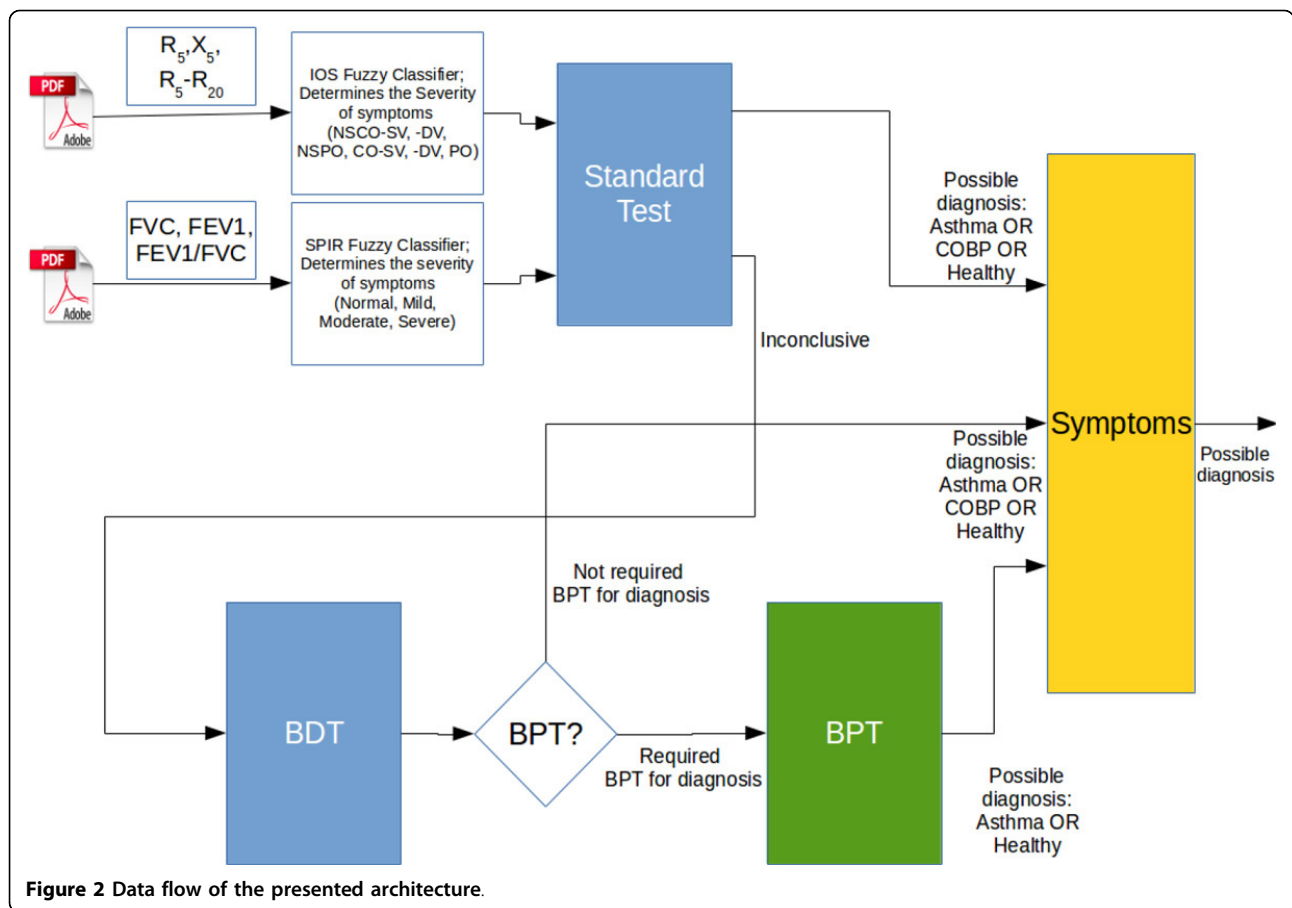 R5,X5,
R5-R20
PDF
Adobe
IOS Fuzzy Classifier;
Determines the Severity
of symptoms
(NSCO-SV, -DV,
NSPO, CO-SV, -DV, PO)
FVC, FEV1,
FEV1/FVC
PDF
Adobe
SPIR Fuzzy Classifier;
Determines the severity
of symptoms
(Normal, Mild,
Moderate, Severe)
Standard
Test
Possible
diagnosis:
Asthma OR
COBP OR
Healthy
Inconclusive
Symptoms
Possible
diagnosis:
Asthma OR
COBP OR
Healthy
Possible
diagnosis
Not required
BPT for diagnosis
BDT
BPT?
Required
BPT for diagnosis
BPT
Possible
diagnosis:
Asthma OR
Healthy
Figure 2 Data flow of the presented architecture.